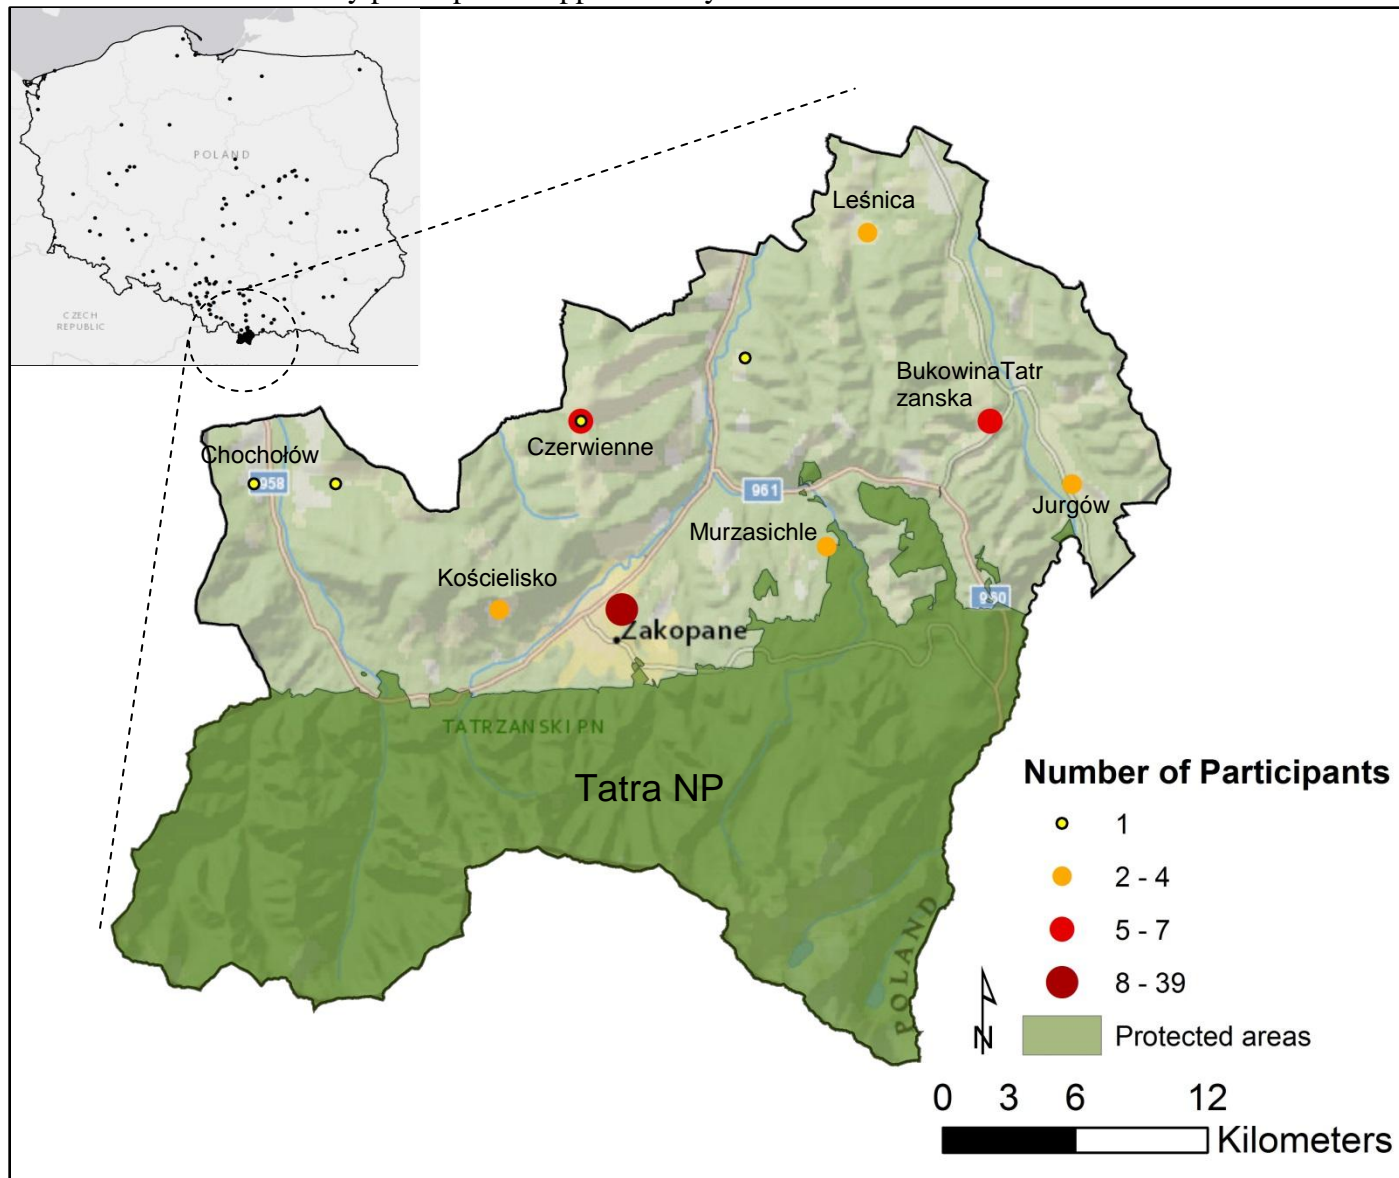 POLAND
CZECH
REPUBLIC
Leśnica
BukowinaTatr
zanska
Czerwienne
Chochołów
958
961
Jurgów
Murzasichle
Kościelisko
960
Zakopane
TATRZANSKI PN
Tatra NP
POLAND
Number of Participants
1
2 - 4
5 - 7
8 - 39
Protected areas
N
0 3 6 12
Kilometers